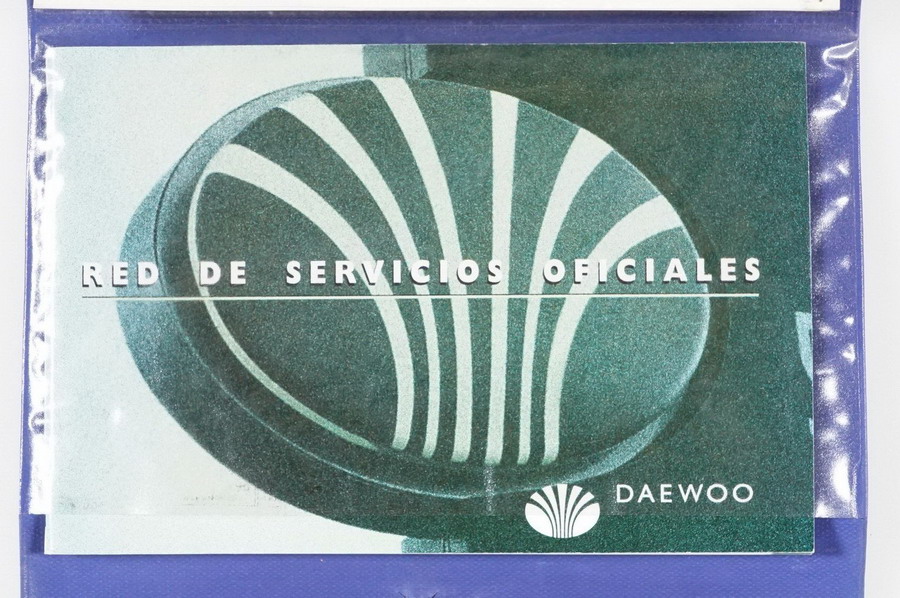 RED DE SERVICIOS OFICIALES
DAEWOO